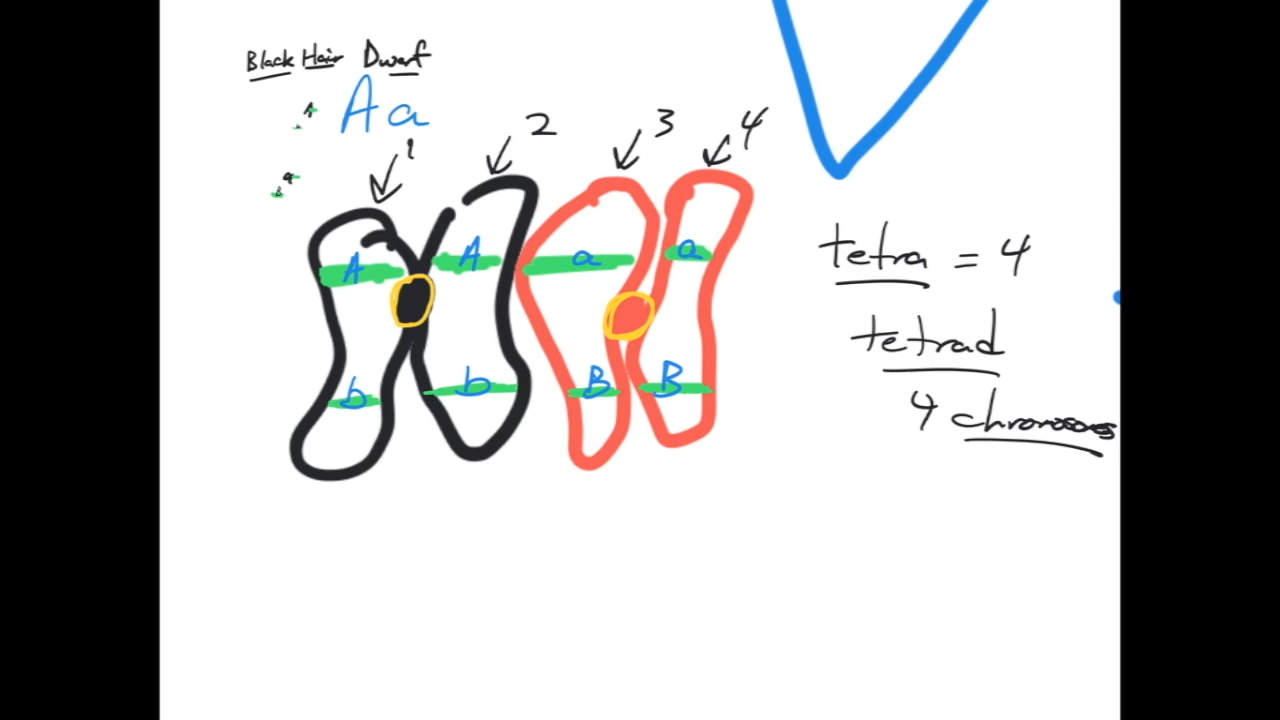 Black Hair Dwarf
Aa
1 2 3 4
A A a a
b b B B
tetra = 4
tetrad
4 chromosomes